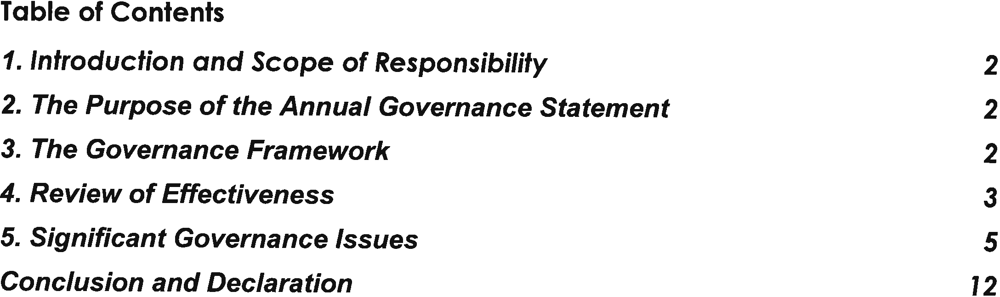 Table of Contents
1. Introduction and Scope of Responsibility 2
2. The Purpose of the Annual Governance Statement 2
3. The Governance Framework 2
4. Review of Effectiveness 3
5. Significant Governance Issues 5
Conclusion and Declaration 12